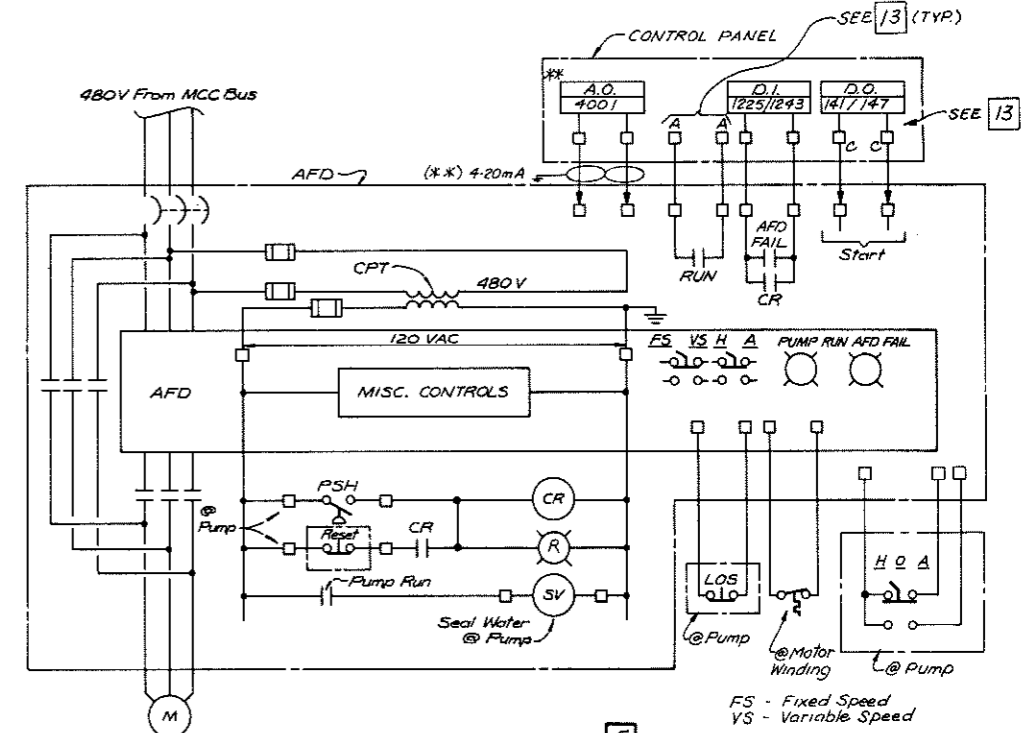 SEE 13 (TYP.)
CONTROL PANEL
480V From MCC Bus
**
A.O.
4001
D.I.
1225/1243
D.O.
141/147
SEE 13
A
A
C
C
AFD
(**) 4-20mA
AFD
FAIL
RUN
CR
Start
CPT
480V
120 VAC
FS VS H A
PUMP RUN AFD FAIL
AFD
MISC. CONTROLS
PSH
CR
@
Pump
Reset
CR
R
Pump Run
SV
Seal Water
@ Pump
LOS
@Pump
@Motor
Winding
H O A
@Pump
FS - Fixed Speed
VS - Variable Speed
M